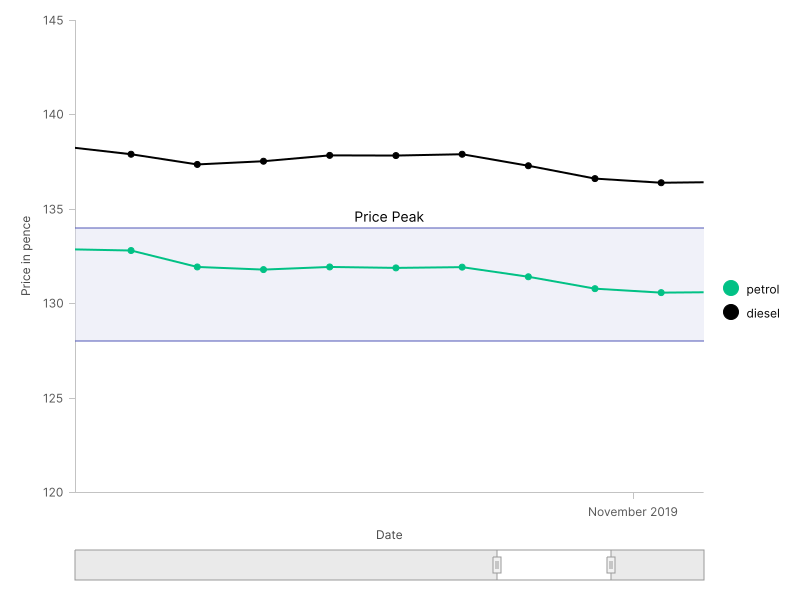 145
140
135
130
125
120
Price in pence
Price Peak
November 2019
Date
petrol
diesel